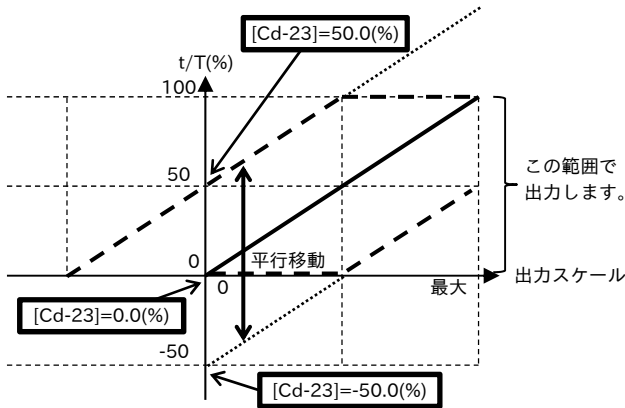 [Cd-23]=50.0(%)
t/T(%)
100
50
この範囲で
出力します。
0
平行移動
0
最大
出力スケール
[Cd-23]=0.0(%)
-50
[Cd-23]=-50.0(%)